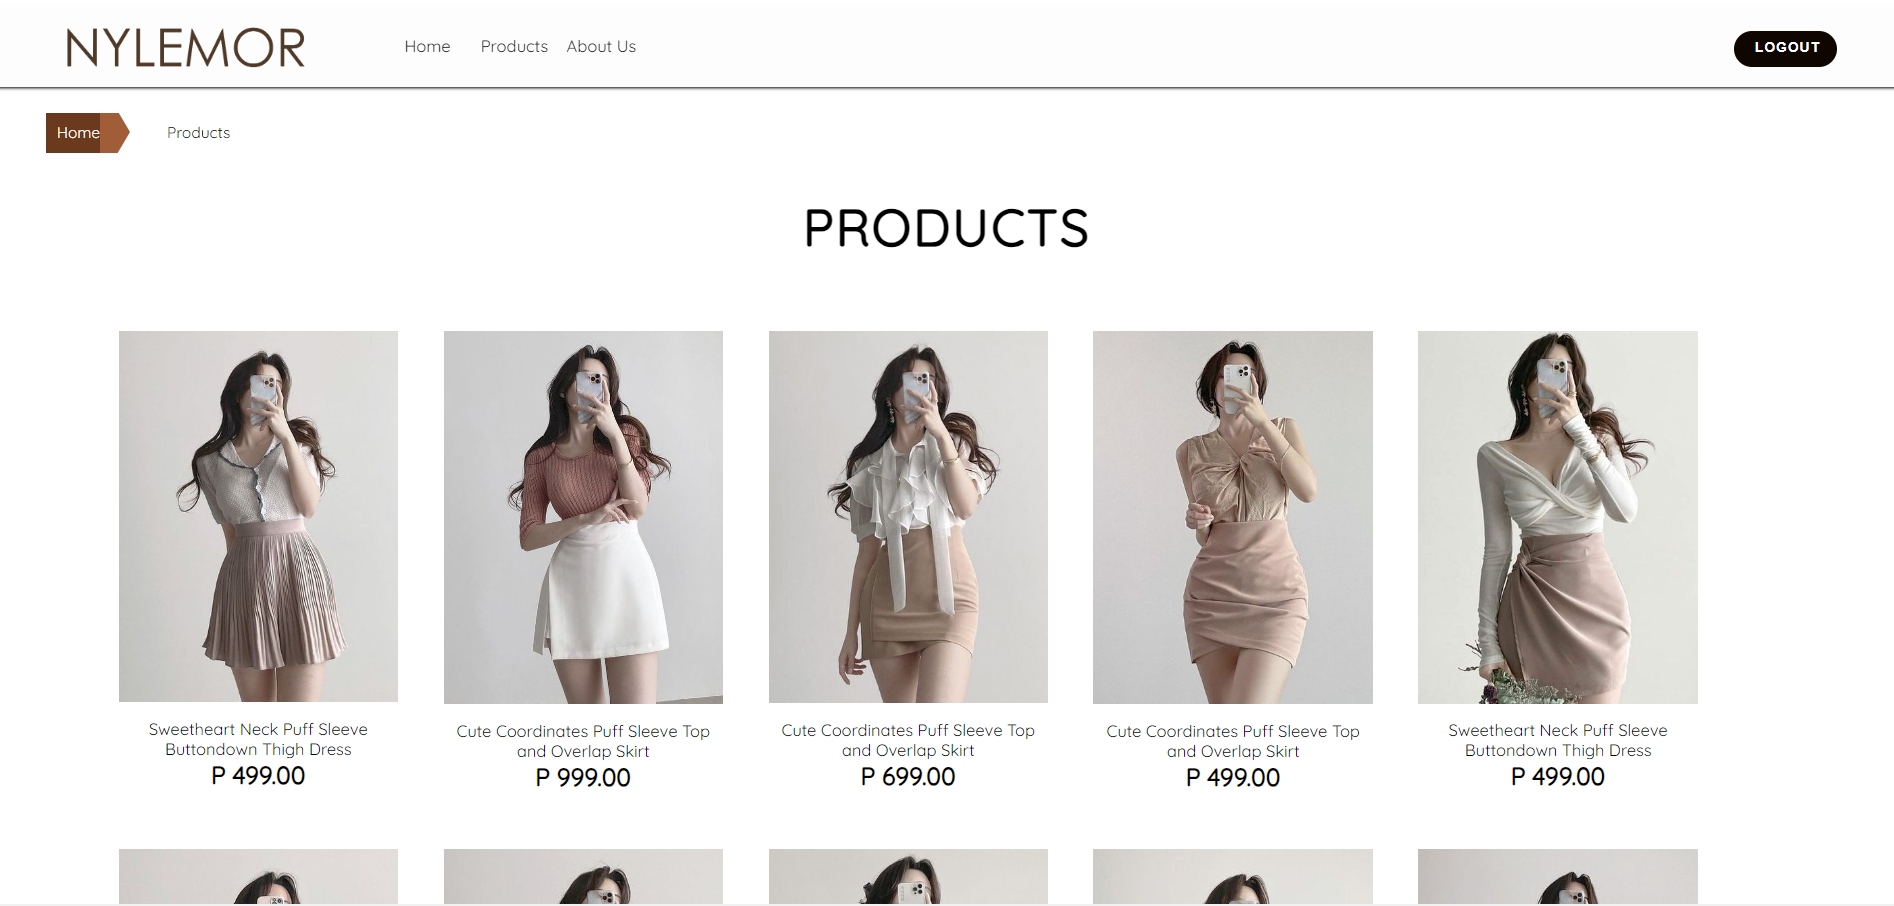 NYLEMOR
Home Products About Us
LOGOUT
Home
Products
PRODUCTS
Sweetheart Neck Puff Sleeve
Buttondown Thigh Dress
P 499.00
Cute Coordinates Puff Sleeve Top
and Overlap Skirt
P 999.00
Cute Coordinates Puff Sleeve Top
and Overlap Skirt
P 699.00
Cute Coordinates Puff Sleeve Top
and Overlap Skirt
P 499.00
Sweetheart Neck Puff Sleeve
Buttondown Thigh Dress
P 499.00